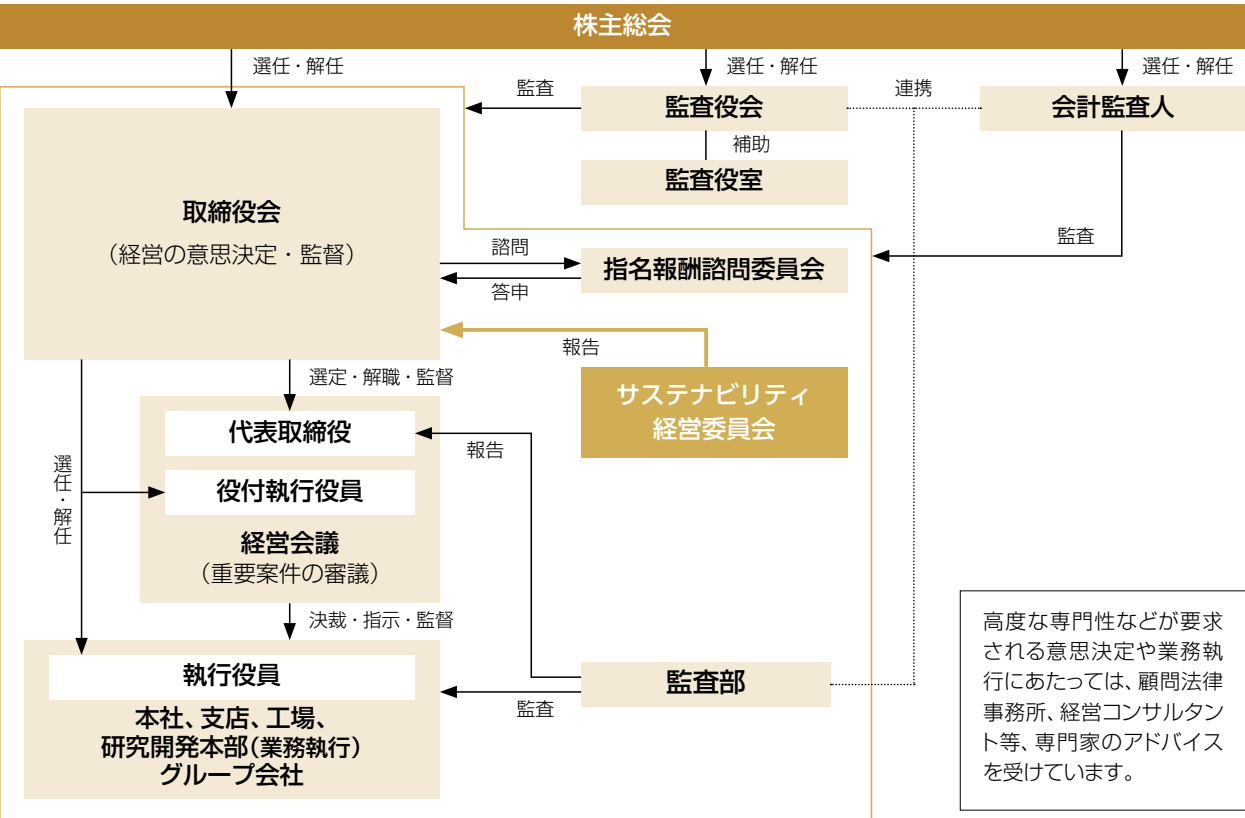 株主総会
選任・解任
選任・解任
選任・解任
監査
監査役会
連携
会計監査人
補助
監査役室
取締役会
（経営の意思決定・監督）
諮問
答申
指名報酬諮問委員会
監査
報告
サステナビリティ
経営委員会
選定・解職・監督
代表取締役
報告
役付執行役員
選任・解任
経営会議
（重要案件の審議）
決裁・指示・監督
執行役員
監査部
監査
本社、支店、工場、
研究開発本部（業務執行）
グループ会社
高度な専門性などが要求
される意思決定や業務執
行にあたっては、顧問法律
事務所、経営コンサルタン
ト等、専門家のアドバイス
を受けています。